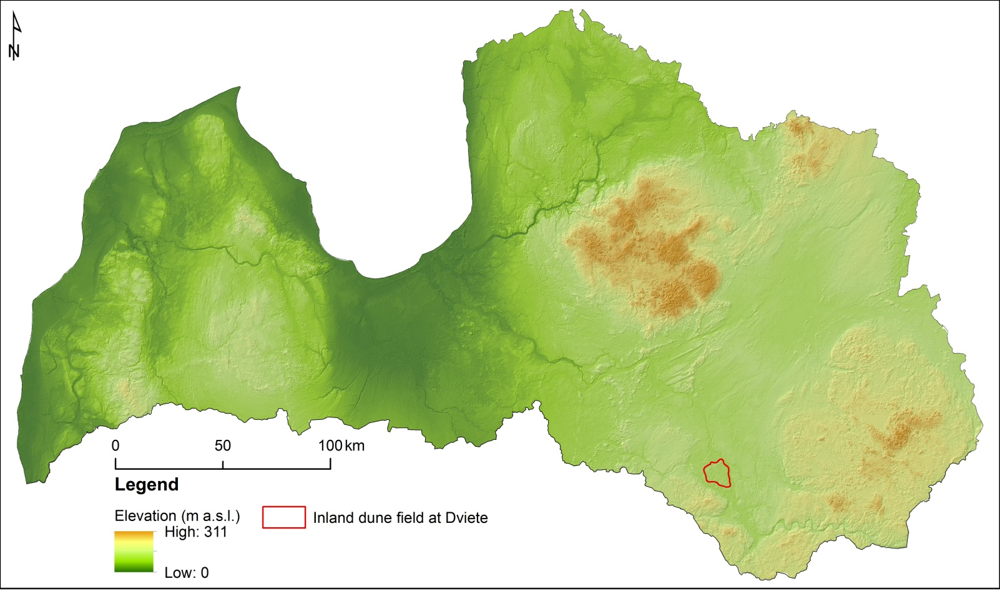 N
0 50 100 km
Legend
Elevation (m a.s.l.)
High: 311
Low: 0
Inland dune field at Dviete